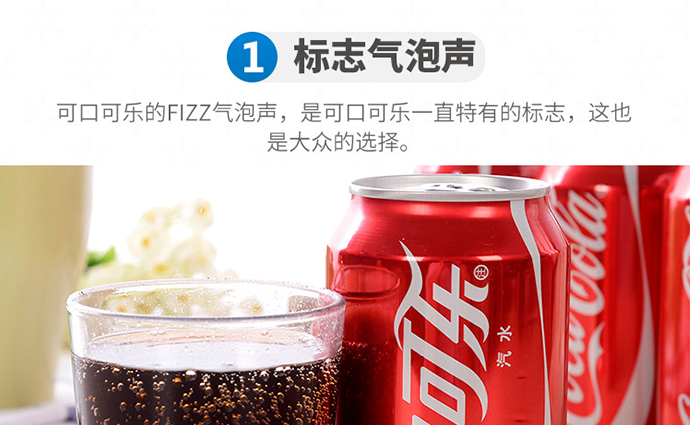 1 标志气泡声
可口可乐的FIZZ气泡声，是可口可乐一直特有的标志，这也
是大众的选择。
可乐
汽水
Coca-Cola